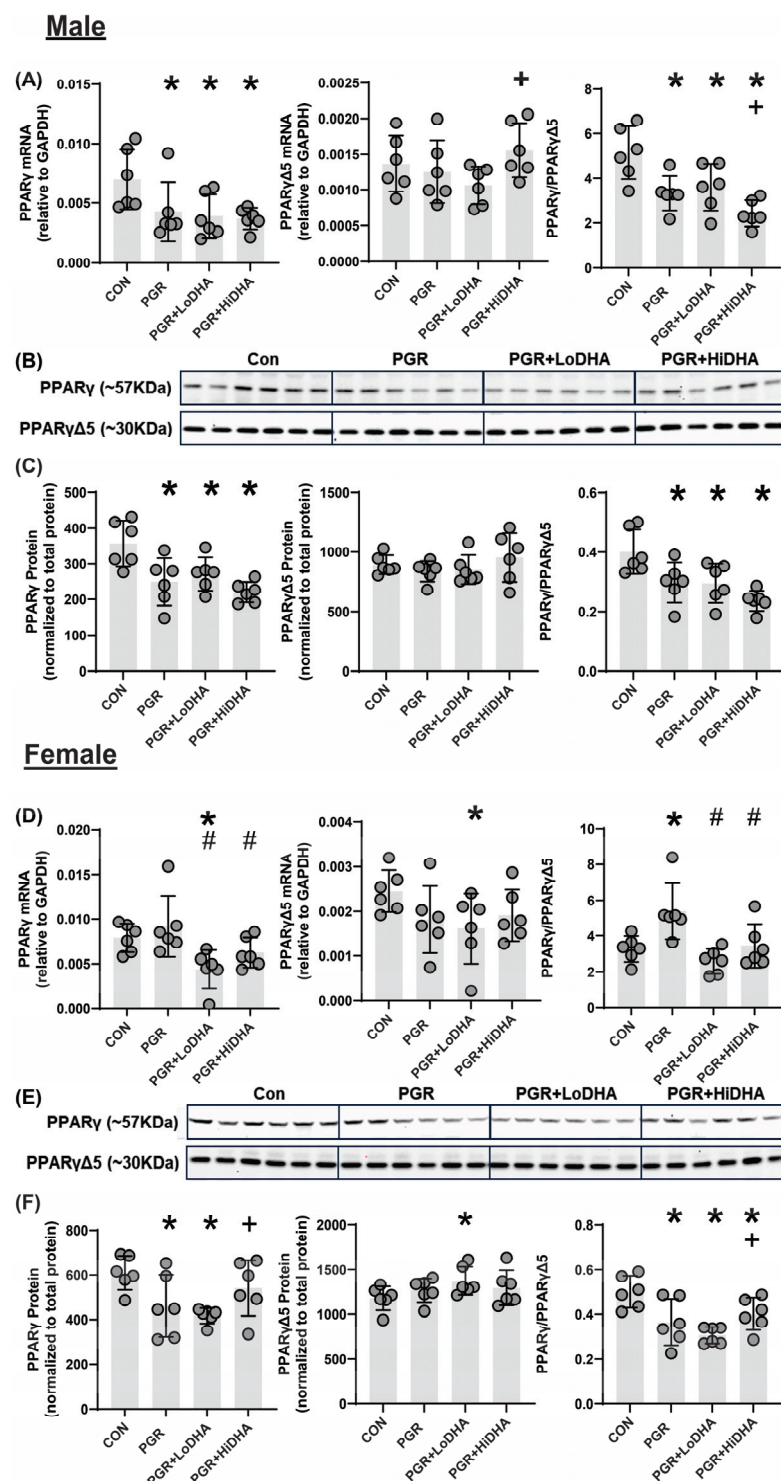 Male
(A)
PPARγ mRNA
(relative to GAPDH)
0.015
0.010
0.005
0.000
* * *
CON PGR PGR+LoDHA PGR+HiDHA
PPARγΔ5 mRNA
(relative to GAPDH)
0.0025
0.0020
0.0015
0.0010
0.0005
0.0000
+
CON PGR PGR+LoDHA PGR+HiDHA
PPARγ/PPARγΔ5
8
6
4
2
0
* * *
+
CON PGR PGR+LoDHA PGR+HiDHA
(B)
Con PGR PGR+LoDHA PGR+HiDHA
PPARγ (~57KDa)
PPARγΔ5 (~30KDa)
(C)
PPARγ Protein
(normalized to total protein)
500
400
300
200
100
0
* * *
CON PGR PGR+LoDHA PGR+HiDHA
PPARγΔ5 Protein
(normalized to total protein)
1500
1000
500
0
CON PGR PGR+LoDHA PGR+HiDHA
PPARγ/PPARγΔ5
0.6
0.4
0.2
0.0
* * *
CON PGR PGR+LoDHA PGR+HiDHA
Female
(D)
PPARγ mRNA
(relative to GAPDH)
0.020
0.015
0.010
0.005
0.000
*
# #
CON PGR PGR+LoDHA PGR+HiDHA
PPARγΔ5 mRNA
(relative to GAPDH)
0.004
0.003
0.002
0.001
0.000
*
CON PGR PGR+LoDHA PGR+HiDHA
PPARγ/PPARγΔ5
10
8
6
4
2
0
* # #
CON PGR PGR+LoDHA PGR+HiDHA
(E)
Con PGR PGR+LoDHA PGR+HiDHA
PPARγ (~57KDa)
PPARγΔ5 (~30KDa)
(F)
PPARγ Protein
(normalized to total protein)
800
600
400
200
0
* * +
CON PGR PGR+LoDHA PGR+HiDHA
PPARγΔ5 Protein
(normalized to total protein)
2000
1500
1000
500
0
*
CON PGR PGR+LoDHA PGR+HiDHA
PPARγ/PPARγΔ5
0.8
0.6
0.4
0.2
0.0
* * *
+
CON PGR PGR+LoDHA PGR+HiDHA